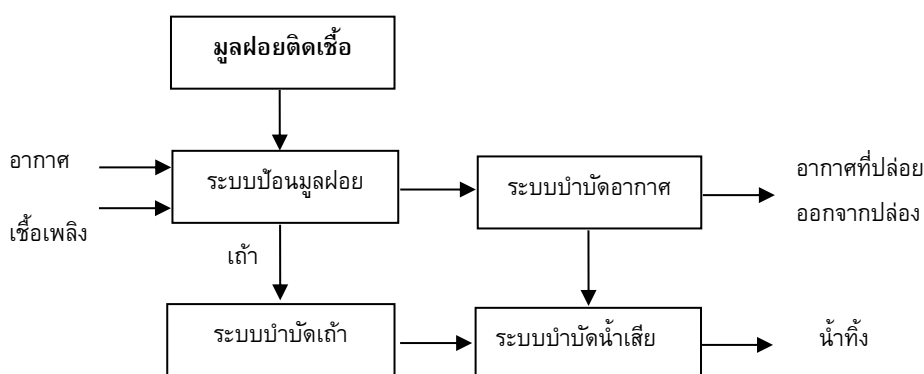 มูลฝอยติดเชื้อ
อากาศ
ระบบป้อนมูลฝอย
ระบบบำบัดอากาศ
อากาศที่ปล่อย
ออกจากปล่อง
เชื้อเพลิง
เถ้า
ระบบบำบัดเถ้า
ระบบบำบัดน้ำเสีย
น้ำทิ้ง